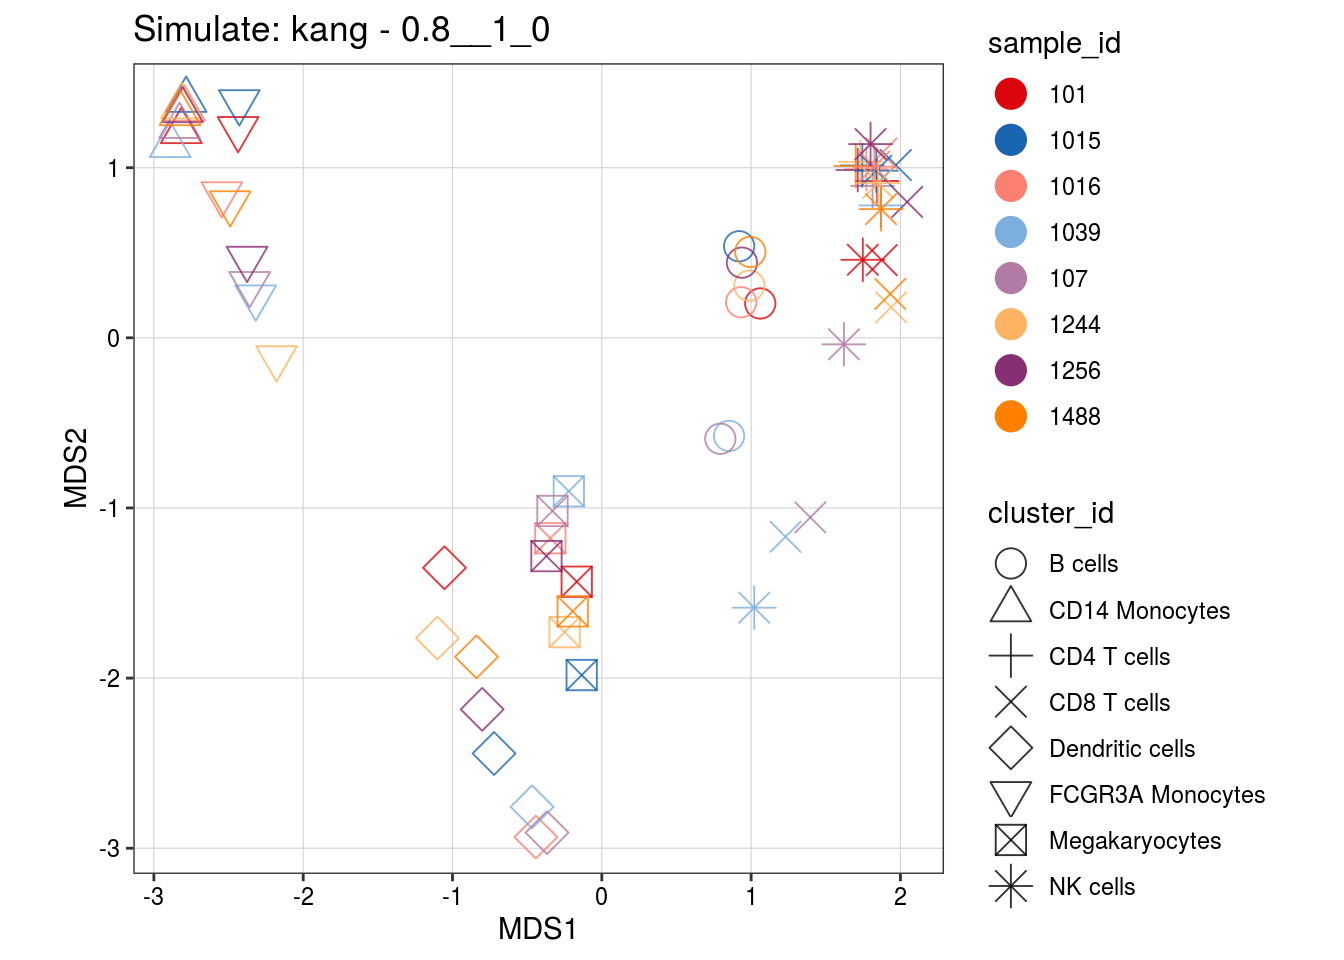 Simulate: kang - 0.8__1_0
MDS2
1
0
-1
-2
-3
-3
-2
-1
0
1
2
MDS1
sample_id
101
1015
1016
1039
107
1244
1256
1488
cluster_id
B cells
CD14 Monocytes
CD4 T cells
CD8 T cells
Dendritic cells
FCGR3A Monocytes
Megakaryocytes
NK cells